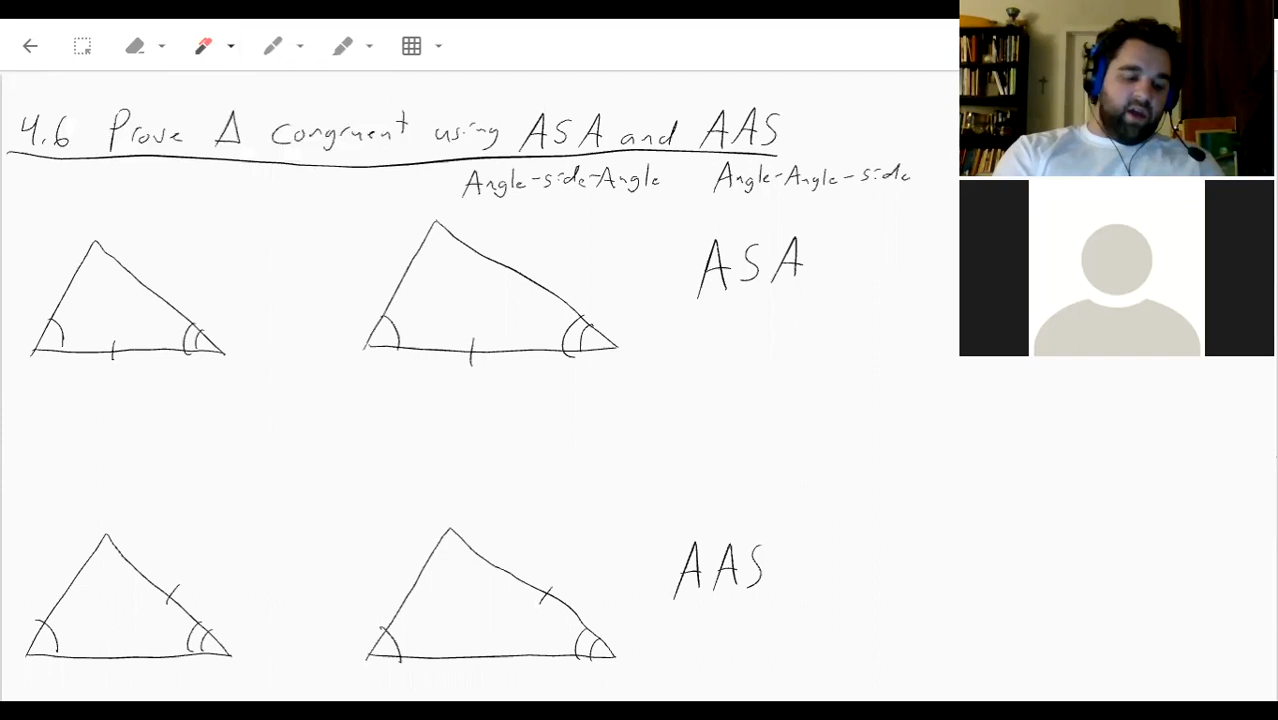 4.6 Prove Δ congruent using ASA and AAS
Angle-side-Angle Angle-Angle-side
ASA
AAS